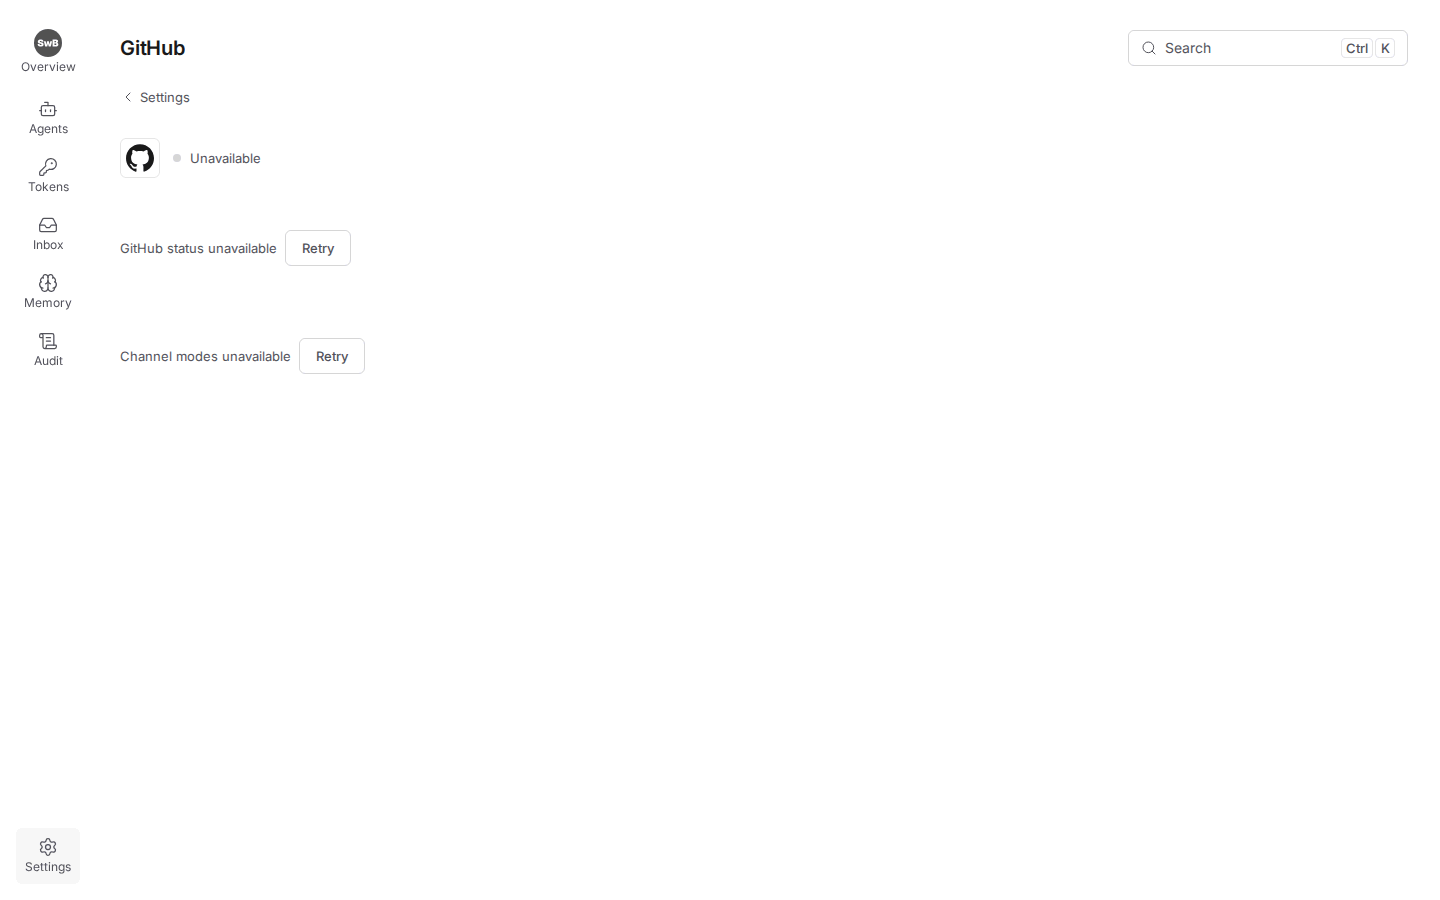 SwB
Overview
Agents
Tokens
Inbox
Memory
Audit
Settings
GitHub
Search Ctrl K
Settings
Unavailable
GitHub status unavailable Retry
Channel modes unavailable Retry